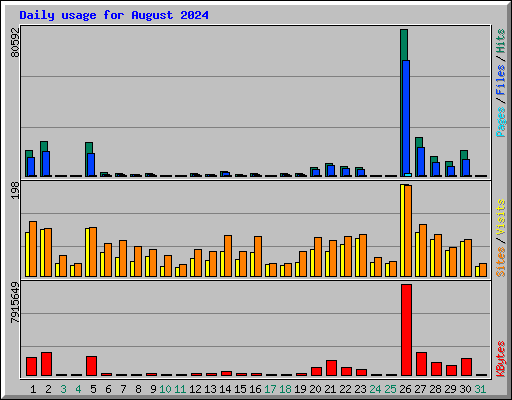 Daily usage for August 2024
80592
Pages / Files / Hits
198
Sites / Visits
7915649
KBytes
1 2 3 4 5 6 7 8 9 10 11 12 13 14 15 16 17 18 19 20 21 22 23 24 25 26 27 28 29 30 31